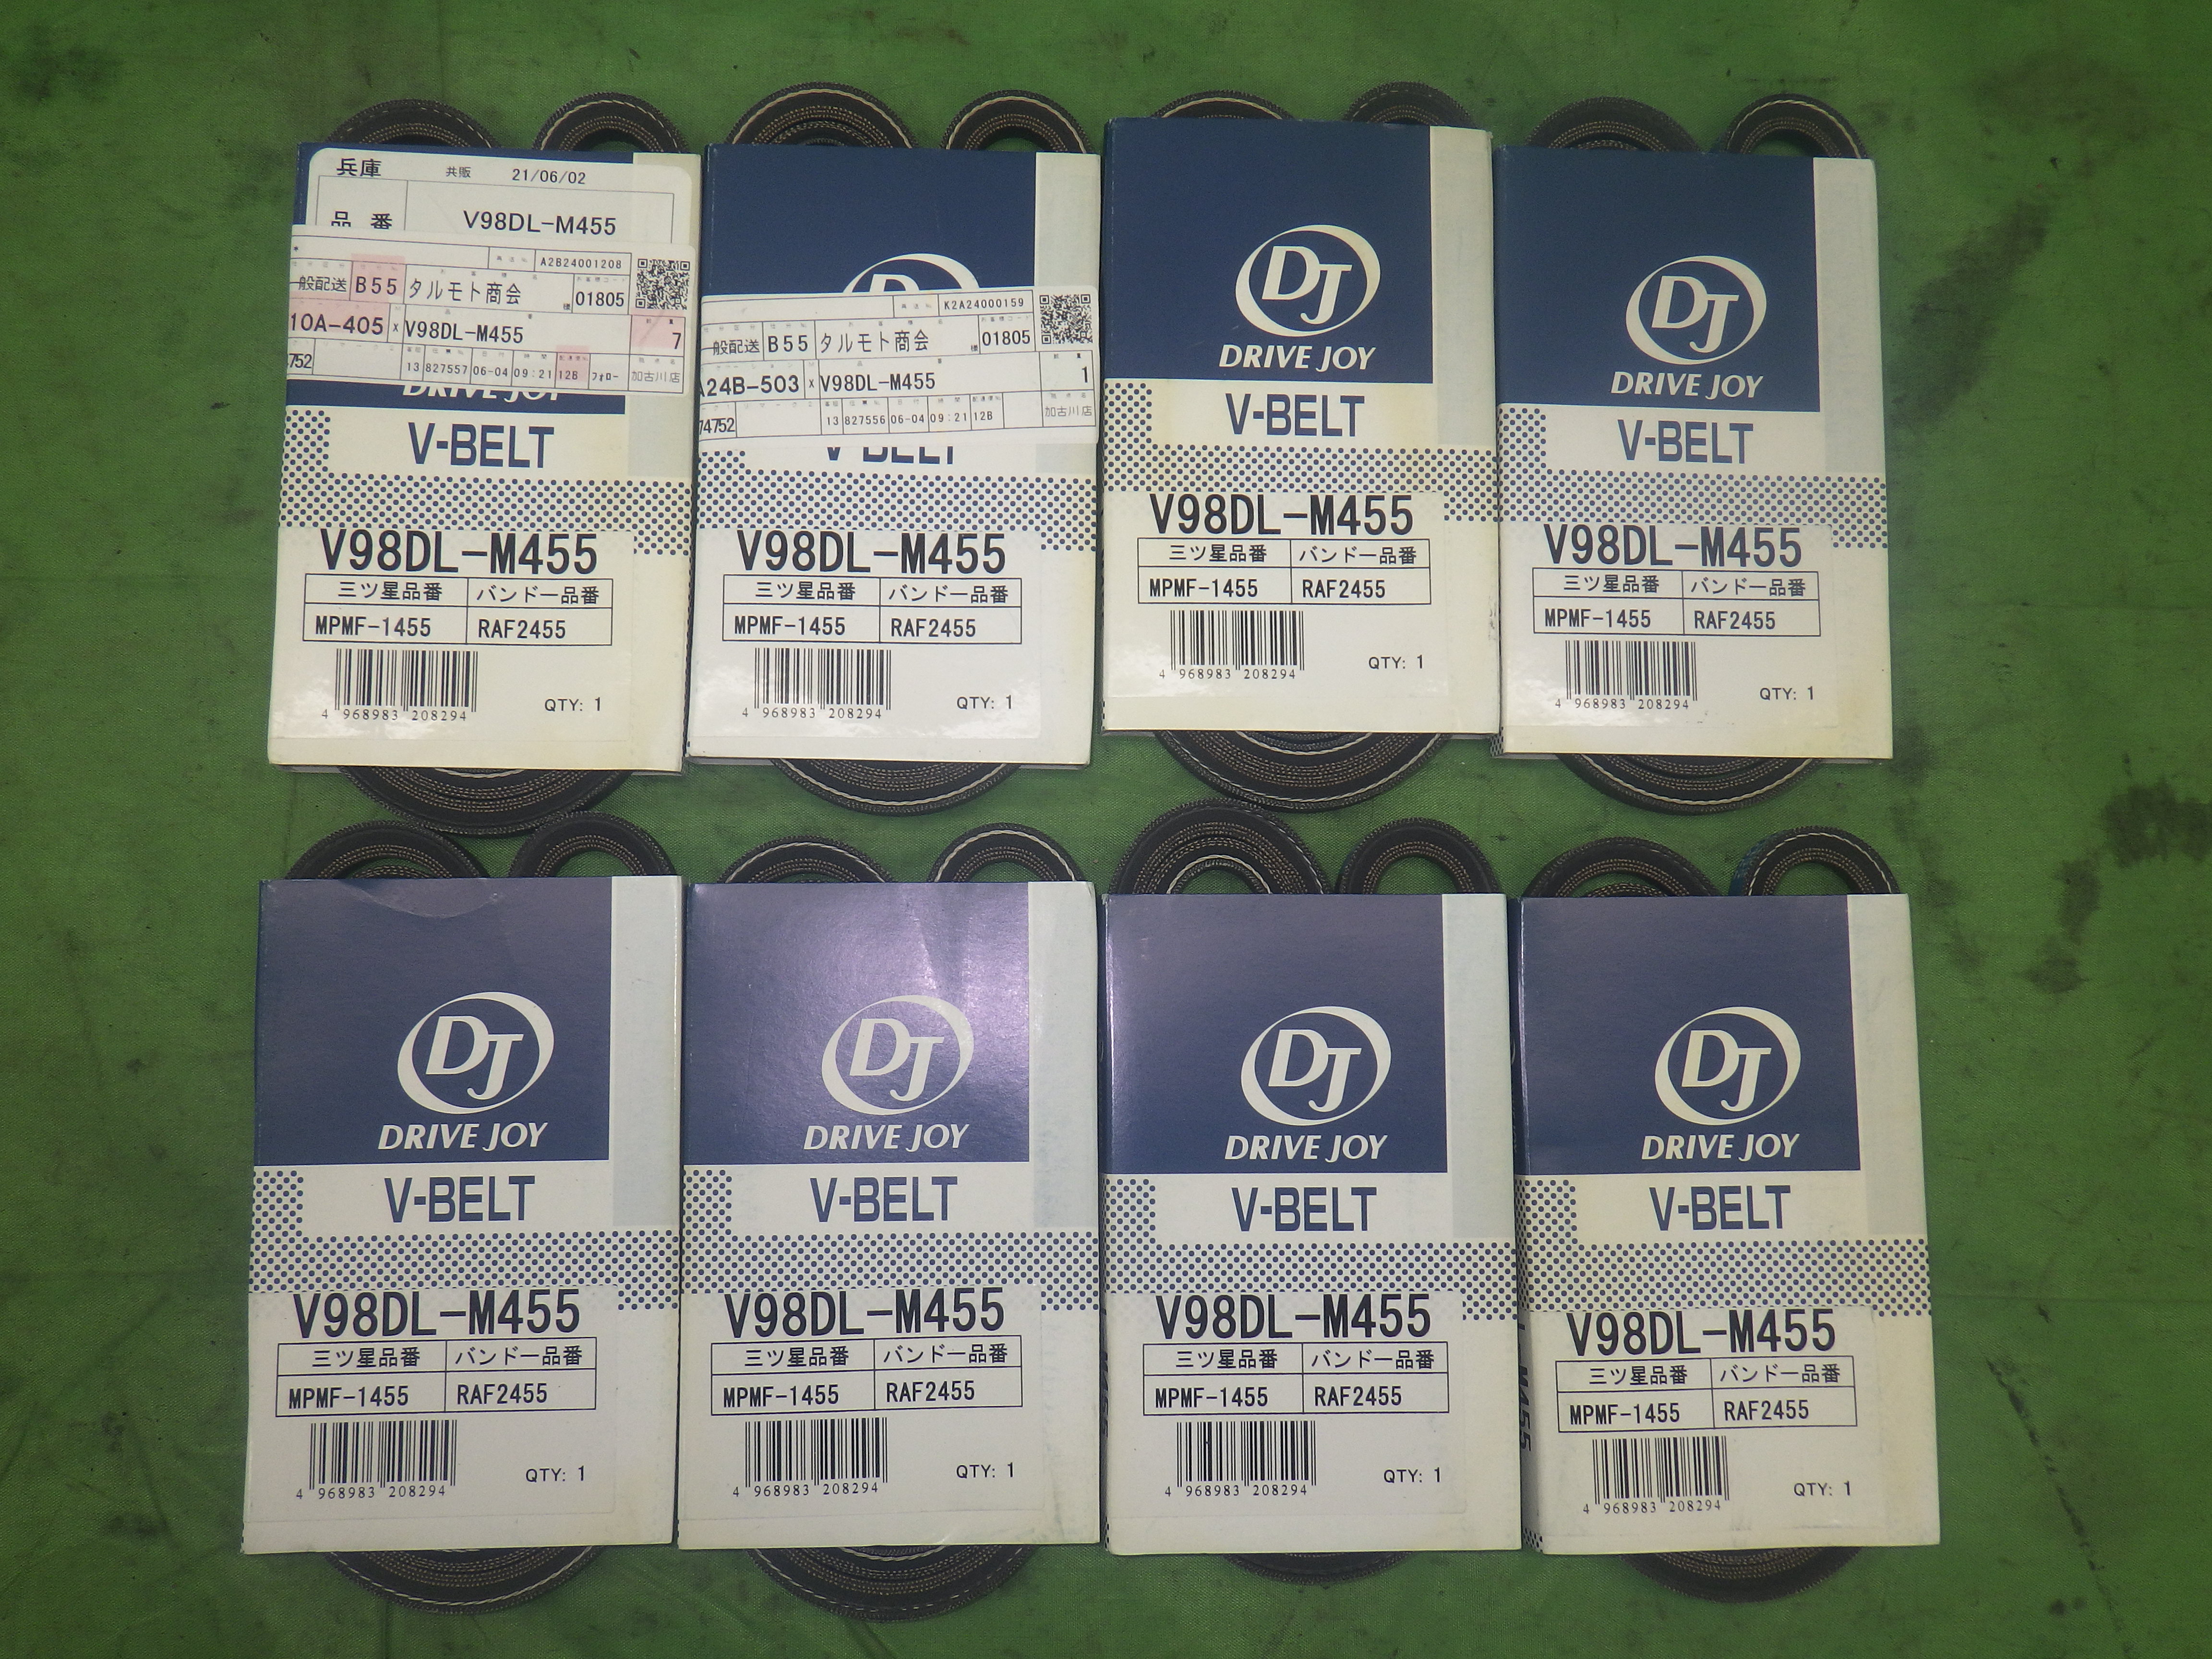 兵庫 共販 21/06/02
品番 V98DL-M455
A2B24001208
般配送 B55 タルモト商会 様 01805
10A-405 x V98DL-M455 7
752 13 827557 06-04 09:21 12B フォロー 加古川店
DRIVE JOY
V-BELT
V98DL-M455
三ツ星品番 バンドー品番
MPMF-1455 RAF2455
4 968983 208294
QTY: 1
K2A24000159
一般配送 B55 タルモト商会 様 01805
A24B-503 x V98DL-M455 1
74752 13 827556 06-04 09:21 12B 加古川店
V-BELT
V98DL-M455
三ツ星品番 バンドー品番
MPMF-1455 RAF2455
4 968983 208294
QTY: 1
DJ
DRIVE JOY
V-BELT
V98DL-M455
三ツ星品番 バンドー品番
MPMF-1455 RAF2455
4 968983 208294
QTY: 1
DJ
DRIVE JOY
V-BELT
V98DL-M455
三ツ星品番 バンドー品番
MPMF-1455 RAF2455
4 968983 208294
QTY: 1
DJ
DRIVE JOY
V-BELT
V98DL-M455
三ツ星品番 バンドー品番
MPMF-1455 RAF2455
4 968983 208294
QTY: 1
DJ
DRIVE JOY
V-BELT
V98DL-M455
三ツ星品番 バンドー品番
MPMF-1455 RAF2455
4 968983 208294
QTY: 1
DJ
DRIVE JOY
V-BELT
V98DL-M455
三ツ星品番 バンドー品番
MPMF-1455 RAF2455
4 968983 208294
QTY: 1
DJ
DRIVE JOY
V-BELT
V98DL-M455
三ツ星品番 バンドー品番
MPMF-1455 RAF2455
4 968983 208294
QTY: 1